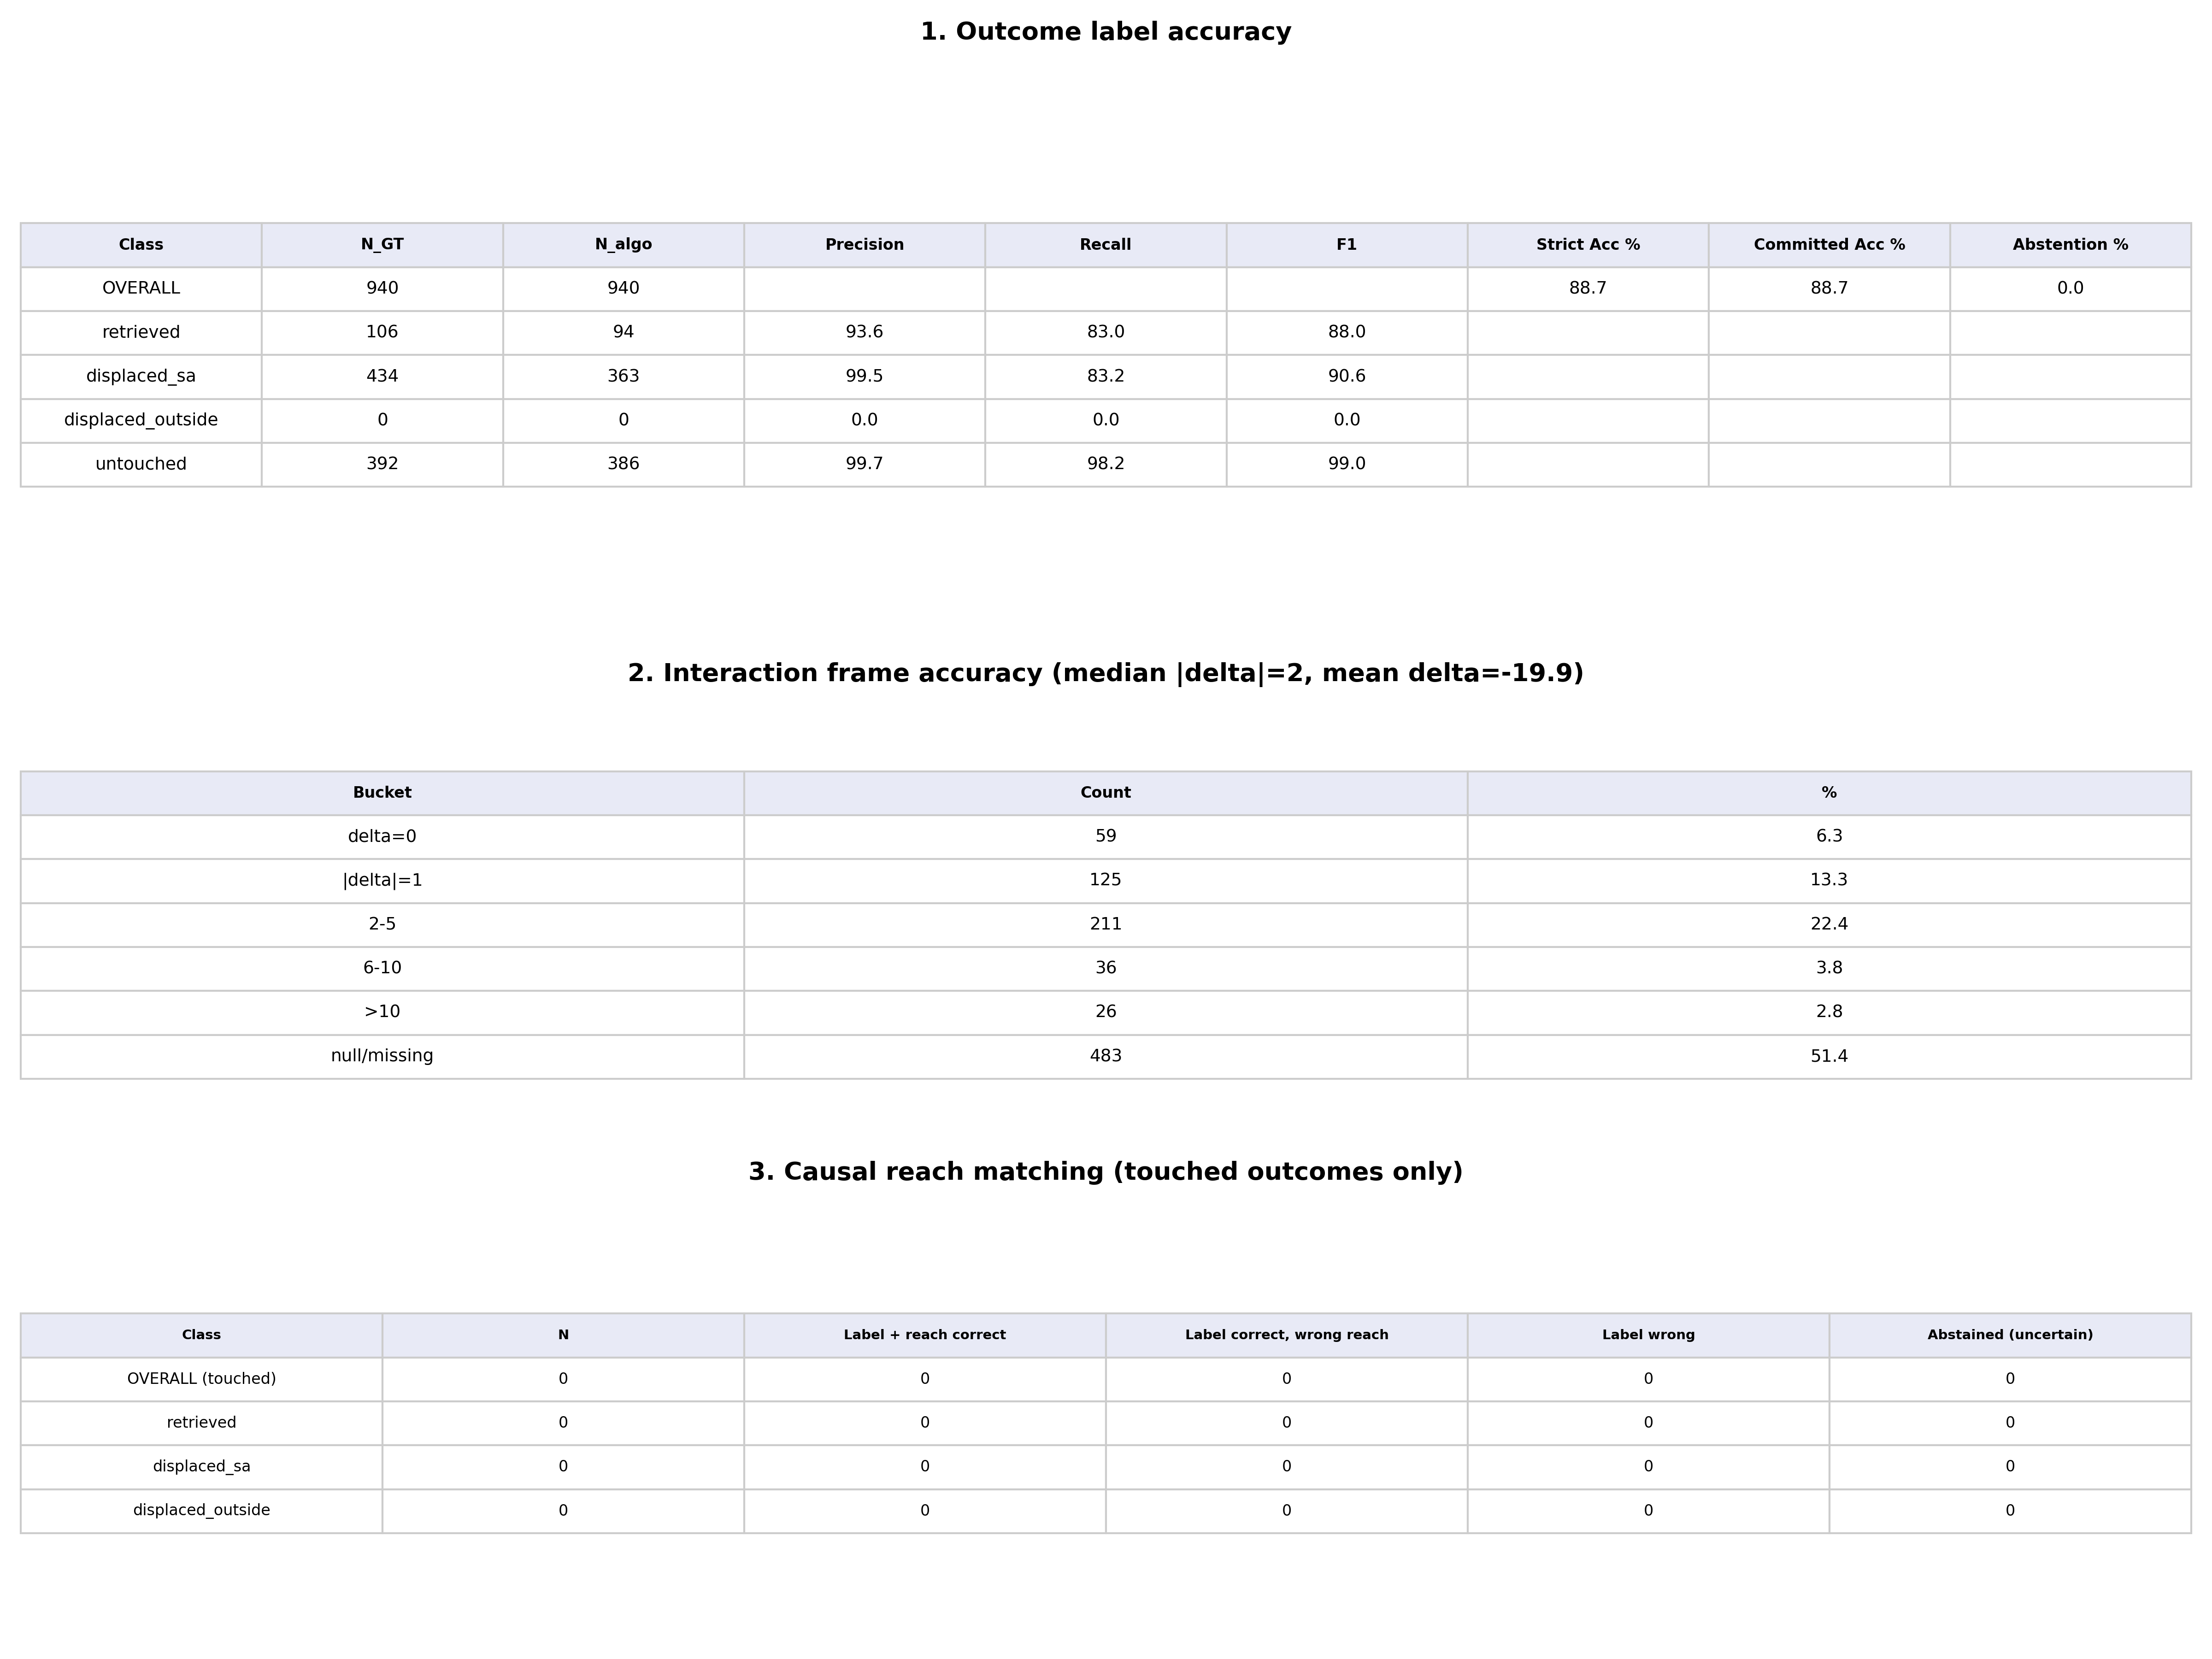 1. Outcome label accuracy
Class N_GT N_algo Precision Recall F1 Strict Acc % Committed Acc % Abstention %
OVERALL 940 940 88.7 88.7 0.0
retrieved 106 94 93.6 83.0 88.0
displaced_sa 434 363 99.5 83.2 90.6
displaced_outside 0 0 0.0 0.0 0.0
untouched 392 386 99.7 98.2 99.0
2. Interaction frame accuracy (median |delta|=2, mean delta=-19.9)
Bucket Count %
delta=0 59 6.3
|delta|=1 125 13.3
2-5 211 22.4
6-10 36 3.8
>10 26 2.8
null/missing 483 51.4
3. Causal reach matching (touched outcomes only)
Class N Label + reach correct Label correct, wrong reach Label wrong Abstained (uncertain)
OVERALL (touched) 0 0 0 0 0
retrieved 0 0 0 0 0
displaced_sa 0 0 0 0 0
displaced_outside 0 0 0 0 0